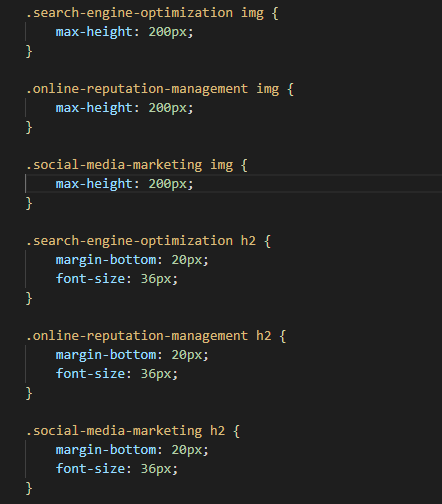 .search-engine-optimization img {
    max-height: 200px;
}

.online-reputation-management img {
    max-height: 200px;
}

.social-media-marketing img {
    max-height: 200px;
}

.search-engine-optimization h2 {
    margin-bottom: 20px;
    font-size: 36px;
}

.online-reputation-management h2 {
    margin-bottom: 20px;
    font-size: 36px;
}

.social-media-marketing h2 {
    margin-bottom: 20px;
    font-size: 36px;
}